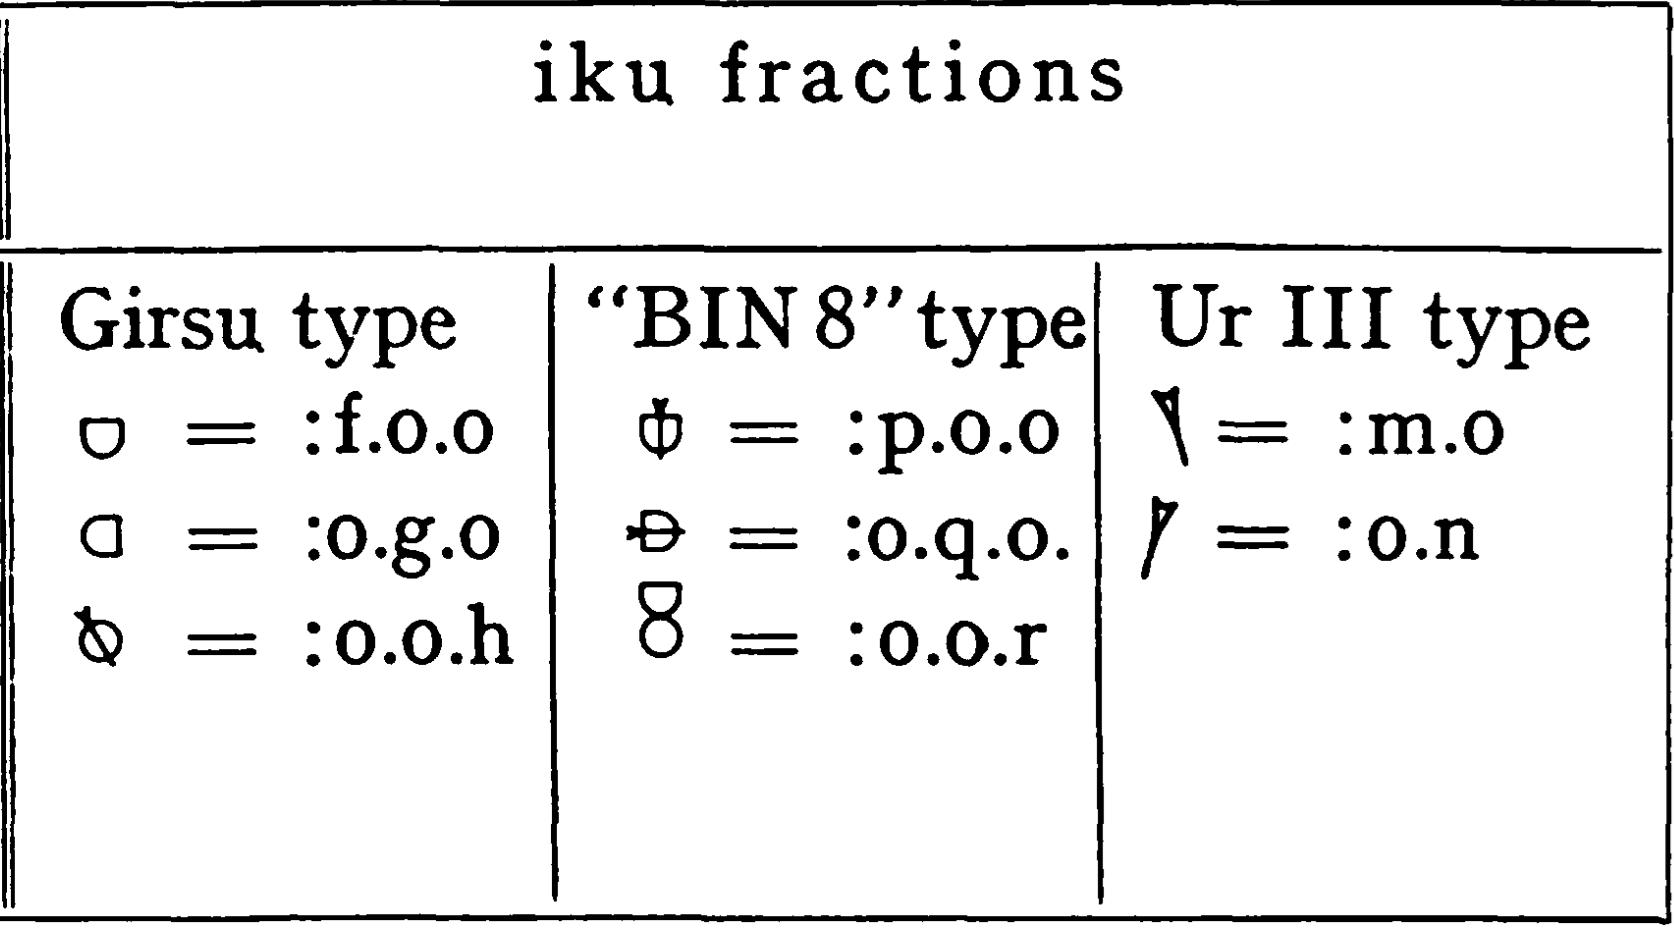 iku fractions
Girsu type
= :f.o.o
= :o.g.o
= :o.o.h
“BIN 8” type
= :p.o.o
= :o.q.o.
= :o.o.r
Ur III type
= :m.o
= :o.n